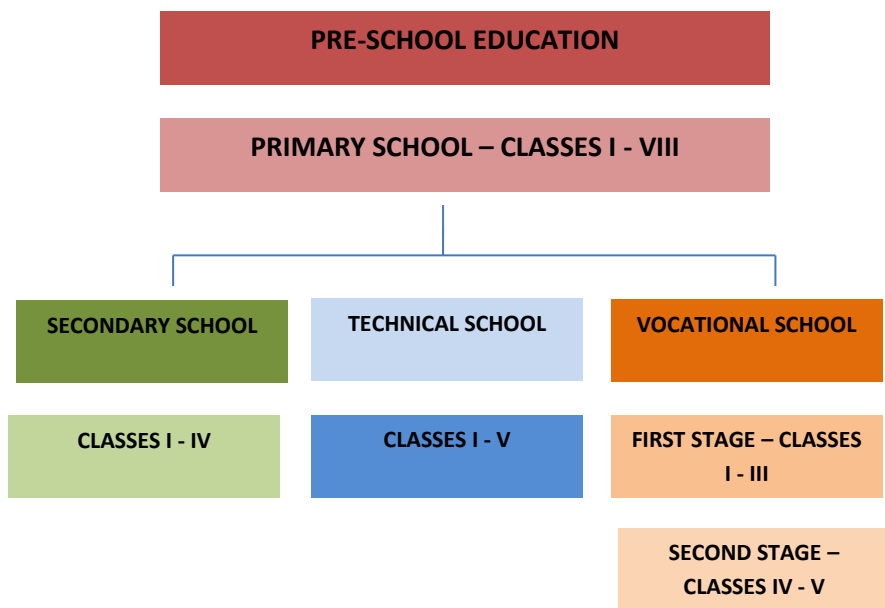 PRE-SCHOOL EDUCATION
PRIMARY SCHOOL – CLASSES I - VIII
SECONDARY SCHOOL
TECHNICAL SCHOOL
VOCATIONAL SCHOOL
CLASSES I - IV
CLASSES I - V
FIRST STAGE – CLASSES
I - III
SECOND STAGE –
CLASSES IV - V